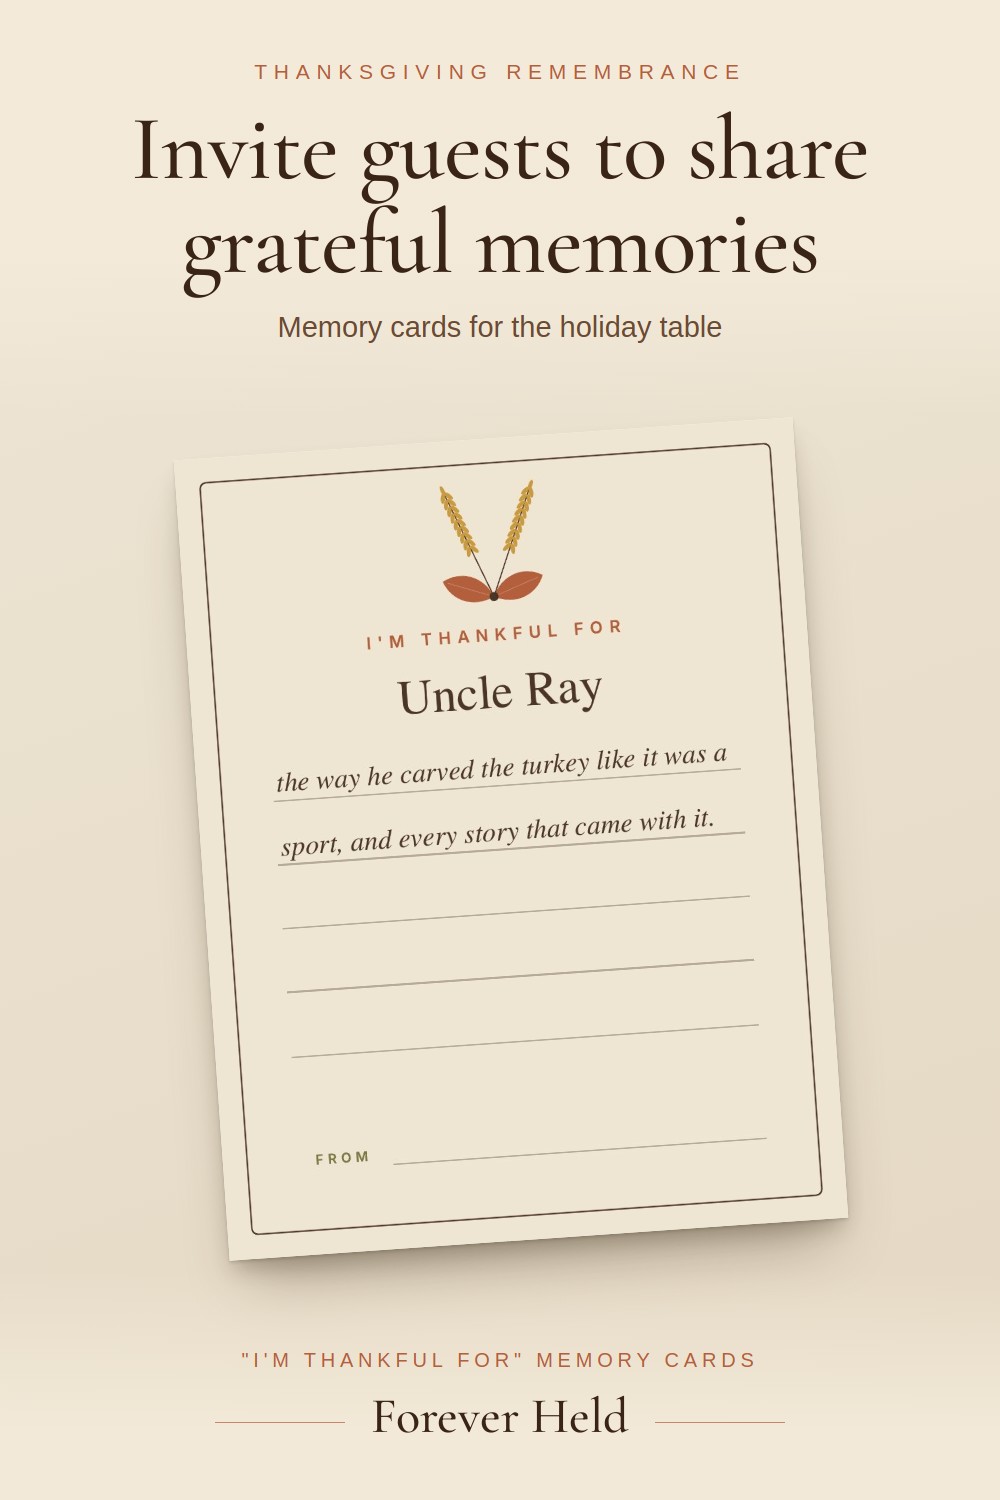 THANKSGIVING REMEMBRANCE
Invite guests to share
grateful memories
Memory cards for the holiday table
I'M THANKFUL FOR
Uncle Ray
the way he carved the turkey like it was a
sport, and every story that came with it.
FROM
"I'M THANKFUL FOR" MEMORY CARDS
Forever Held